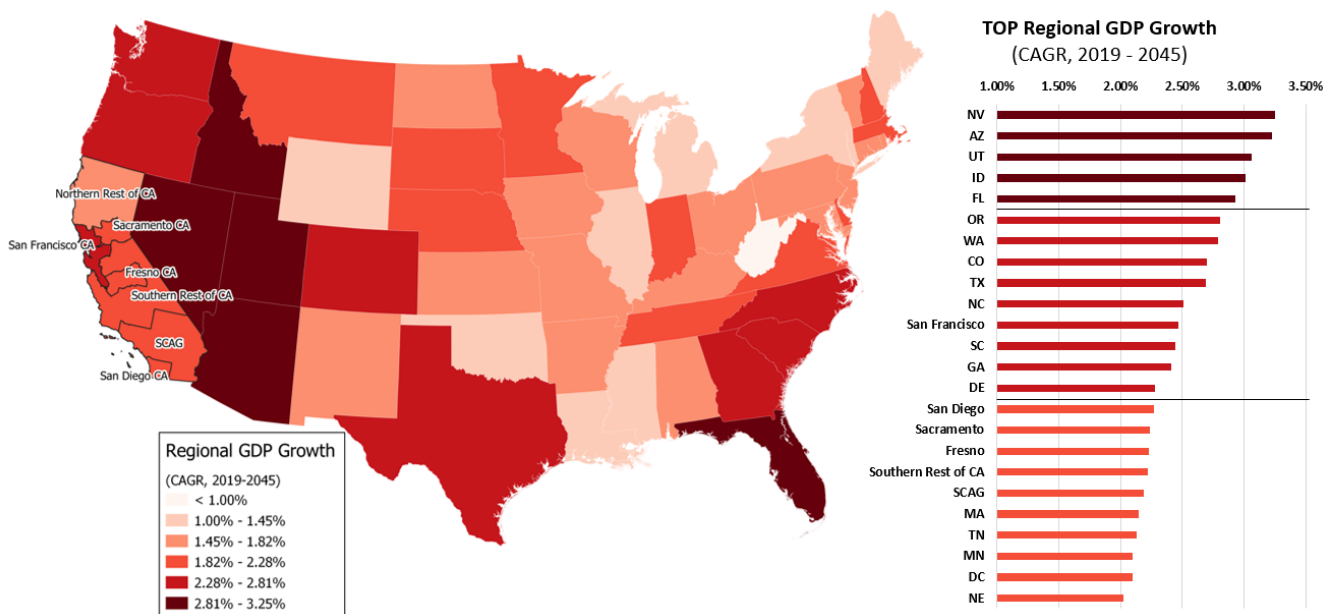 Northern Rest of CA
Sacramento CA
San Francisco CA
Fresno CA
Southern Rest of CA
SCAG
San Diego CA
Regional GDP Growth
(CAGR, 2019-2045)
< 1.00%
1.00% - 1.45%
1.45% - 1.82%
1.82% - 2.28%
2.28% - 2.81%
2.81% - 3.25%
TOP Regional GDP Growth
(CAGR, 2019 - 2045)
1.00% 1.50% 2.00% 2.50% 3.00% 3.50%
NV
AZ
UT
ID
FL
OR
WA
CO
TX
NC
San Francisco
SC
GA
DE
San Diego
Sacramento
Fresno
Southern Rest of CA
SCAG
MA
TN
MN
DC
NE